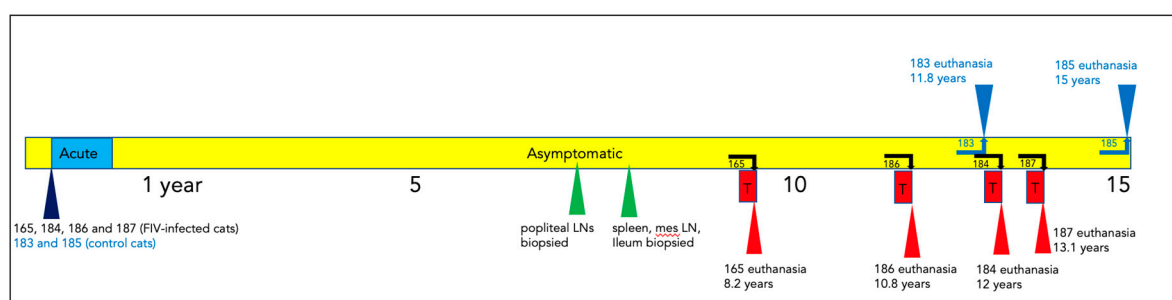 183 euthanasia
11.8 years
185 euthanasia
15 years
Acute
Asymptomatic
183
185
165
186
184
187
T
T
T
T
1 year
5
10
15
165, 184, 186 and 187 (FIV-infected cats)
183 and 185 (control cats)
popliteal LNs
biopsied
spleen, mes LN,
Ileum biopsied
165 euthanasia
8.2 years
186 euthanasia
10.8 years
184 euthanasia
12 years
187 euthanasia
13.1 years